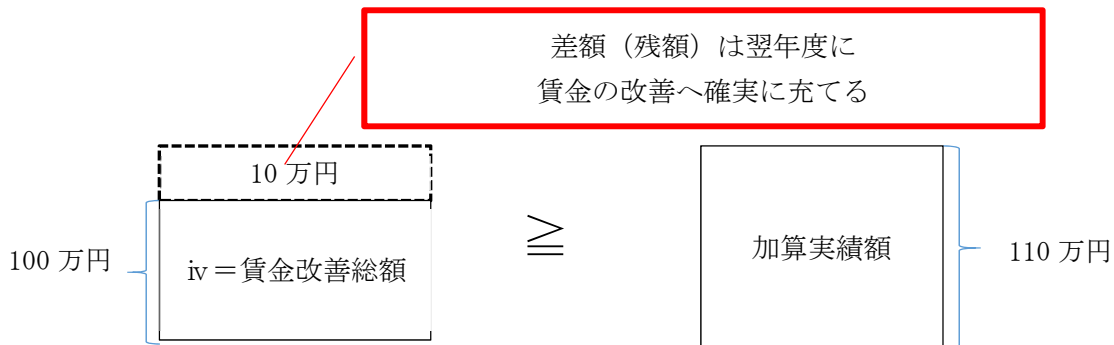 差額（残額）は翌年度に
賃金の改善へ確実に充てる
10 万円
≧
100 万円
ⅳ＝賃金改善総額
加算実績額
110 万円